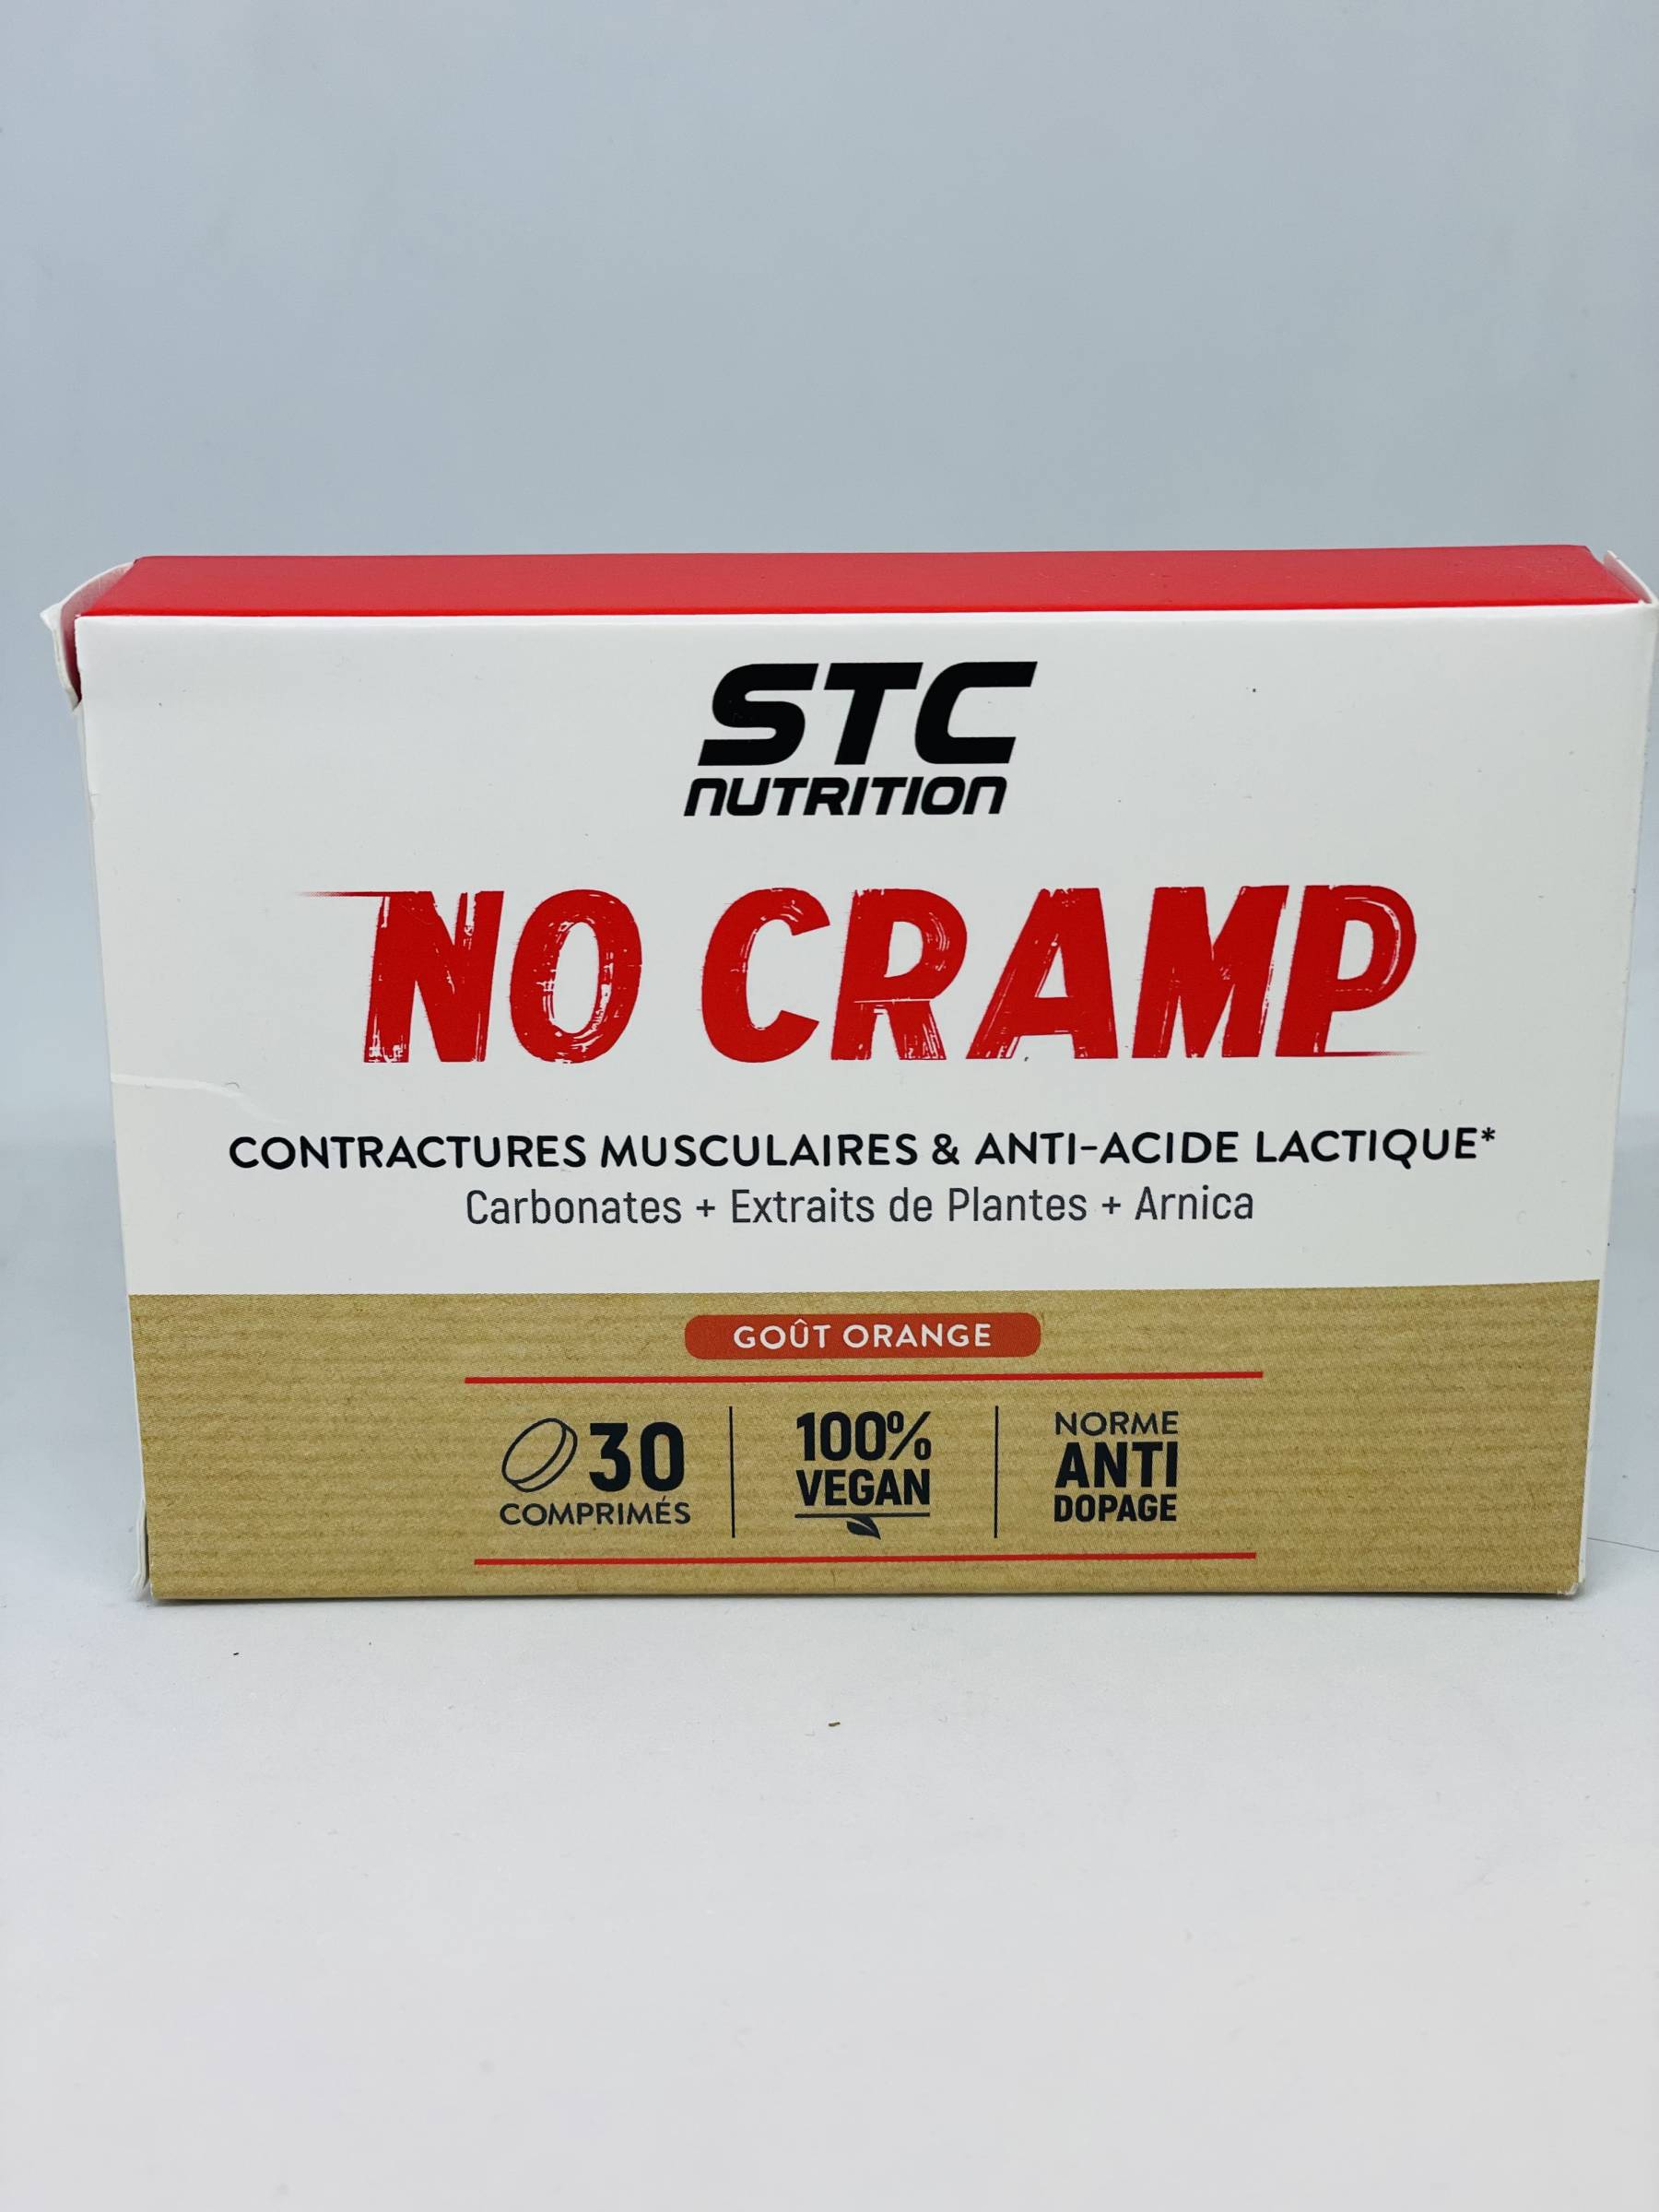 STC
NUTRITION
NO CRAMP
CONTRACTURES MUSCULAIRES & ANTI-ACIDE LACTIQUE*
Carbonates + Extraits de Plantes + Arnica
GOÛT ORANGE
30
COMPRIMÉS
100%
VEGAN
NORME
ANTI
DOPAGE